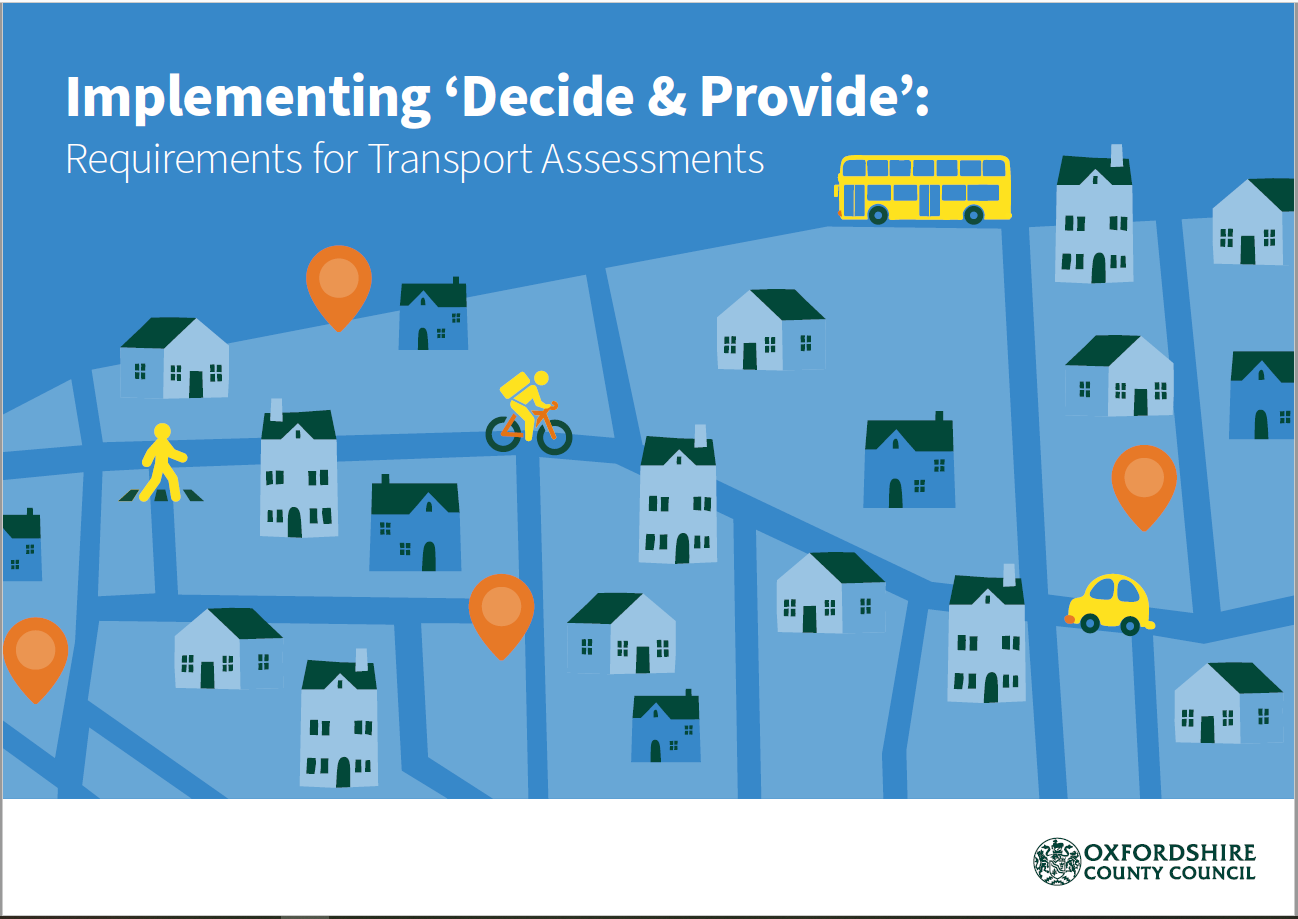 Implementing ‘Decide & Provide’:
Requirements for Transport Assessments
OXFORDSHIRE
COUNTY COUNCIL